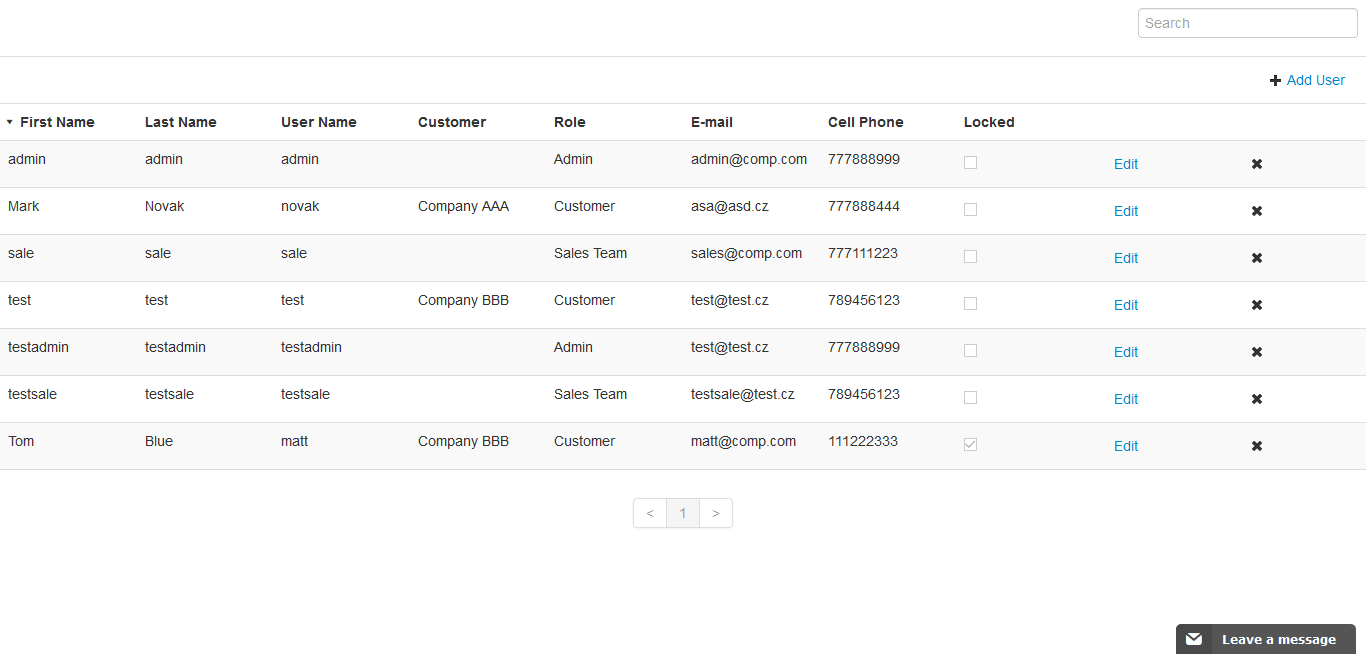 Search
Add User
First Name Last Name User Name Customer Role E-mail Cell Phone Locked
admin admin admin Admin admin@comp.com 777888999 Edit
Mark Novak novak Company AAA Customer asa@asd.cz 777888444 Edit
sale sale sale Sales Team sales@comp.com 777111223 Edit
test test test Company BBB Customer test@test.cz 789456123 Edit
testadmin testadmin testadmin Admin test@test.cz 777888999 Edit
testsale testsale testsale Sales Team testsale@test.cz 789456123 Edit
Tom Blue matt Company BBB Customer matt@comp.com 111222333 Edit
< 1 >
Leave a message